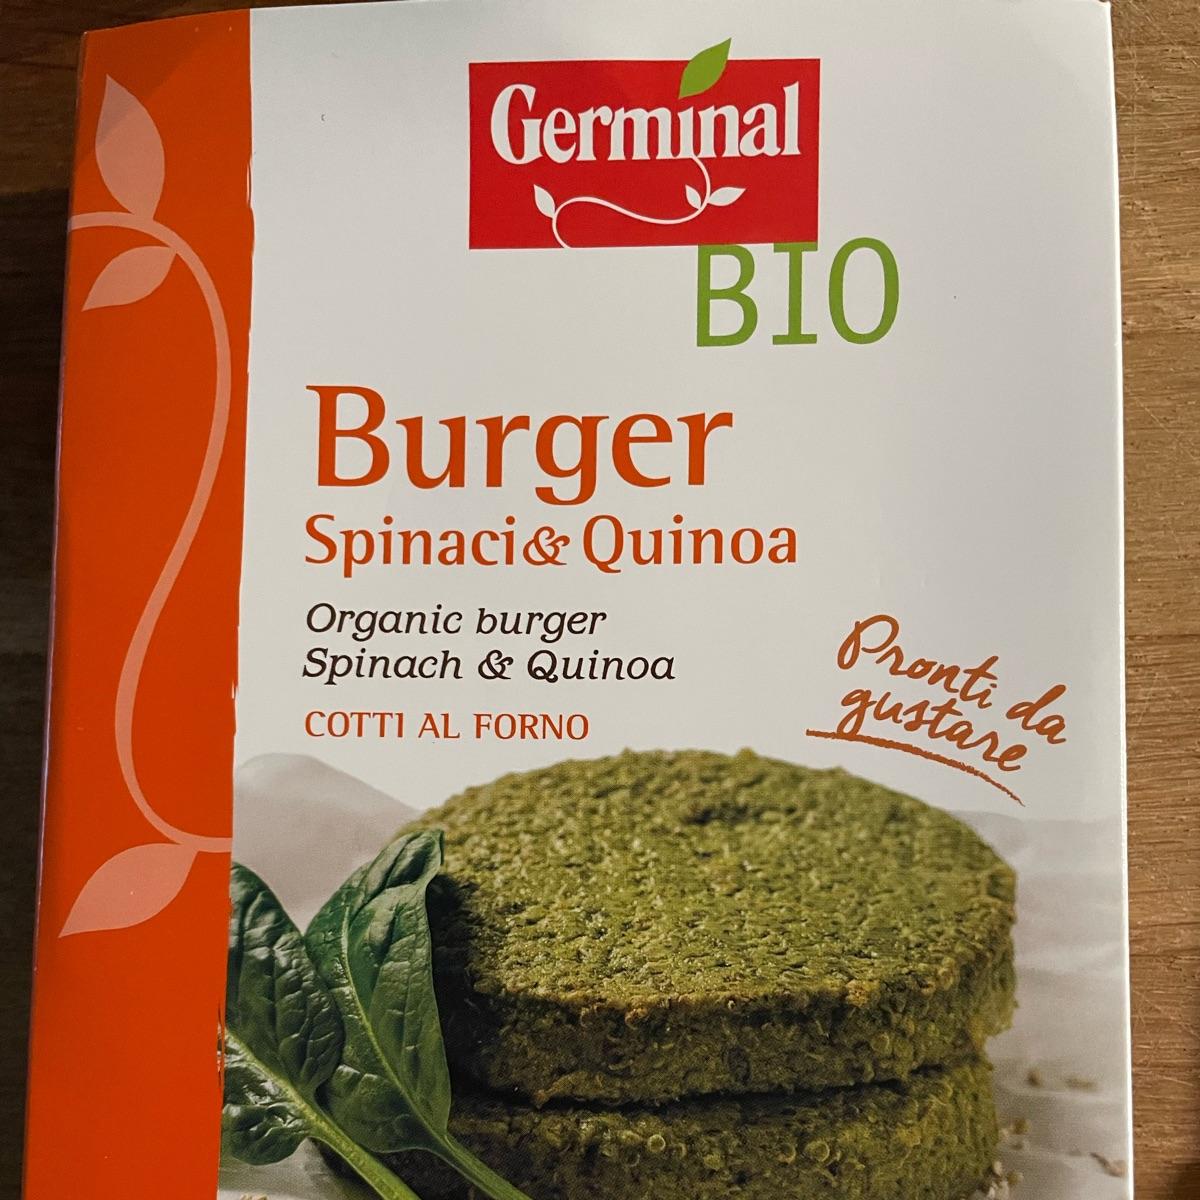 Germinal
BIO
Burger
Spinaci & Quinoa
Organic burger
Spinach & Quinoa
COTTI AL FORNO
Pronti da
gustare